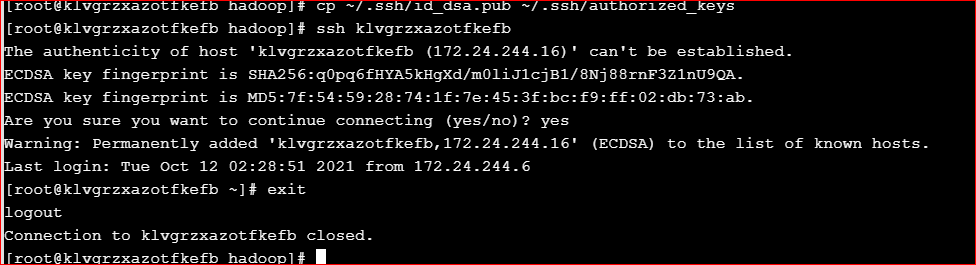 [root@klvgrzxazotfkefb hadoop]# cp ~/.ssh/id_dsa.pub ~/.ssh/authorized_keys
[root@klvgrzxazotfkefb hadoop]# ssh klvgrzxazotfkefb
The authenticity of host 'klvgrzxazotfkefb (172.24.244.16)' can't be established.
ECDSA key fingerprint is SHA256:q0pq6fHYA5kHgXd/m0liJ1cjB1/8Nj88rnF3Z1nU9QA.
ECDSA key fingerprint is MD5:7f:54:59:28:74:1f:7e:45:3f:bc:f9:ff:02:db:73:ab.
Are you sure you want to continue connecting (yes/no)? yes
Warning: Permanently added 'klvgrzxazotfkefb,172.24.244.16' (ECDSA) to the list of known hosts.
Last login: Tue Oct 12 02:28:51 2021 from 172.24.244.6
[root@klvgrzxazotfkefb ~]# exit
logout
Connection to klvgrzxazotfkefb closed.
[root@klvgrzxazotfkefb hadoop]#